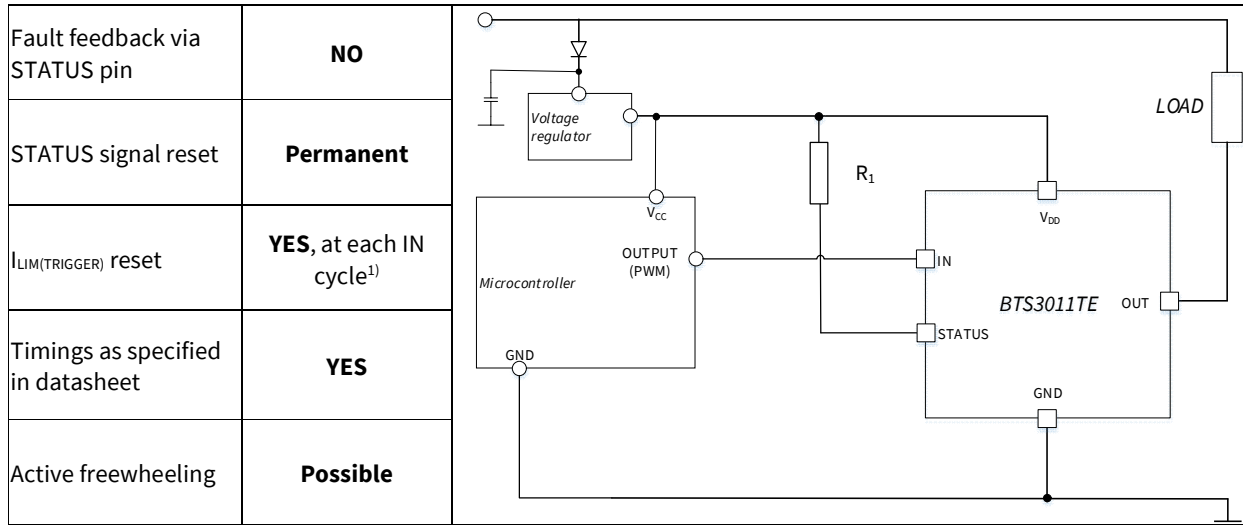 Fault feedback via
STATUS pin
NO
STATUS signal reset
Permanent
ILIM(TRIGGER) reset
YES, at each IN
cycle1)
Timings as specified
in datasheet
YES
Active freewheeling
Possible
Voltage
regulator
LOAD
R1
VCC
VDD
OUTPUT
(PWM)
IN
Microcontroller
BTS3011TE
OUT
STATUS
GND
GND